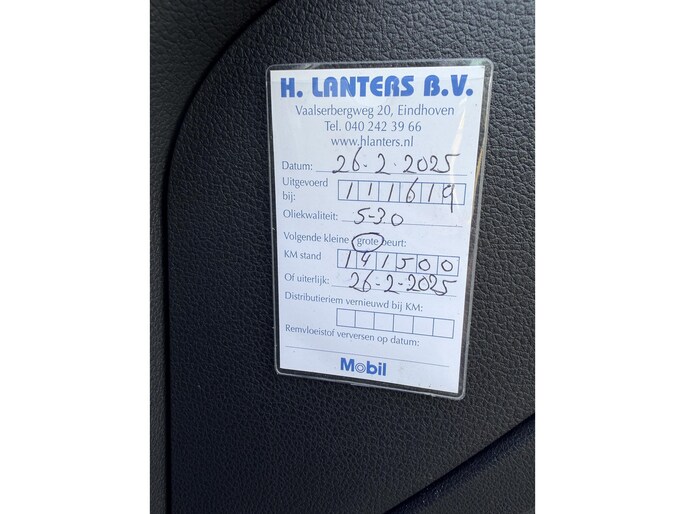 H. LANTERS B.V.
Vaalserbergweg 20, Eindhoven
Tel. 040 242 39 66
www.hlanters.nl
Datum: 26-2-2025
Uitgevoerd bij: 111619
Oliekwaliteit: 5-30
Volgende kleine grote beurt:
KM stand 141500
Of uiterlijk: 26-2-2025
Distributieriem vernieuwd bij KM:
Remvloeistof verversen op datum:
Mobil